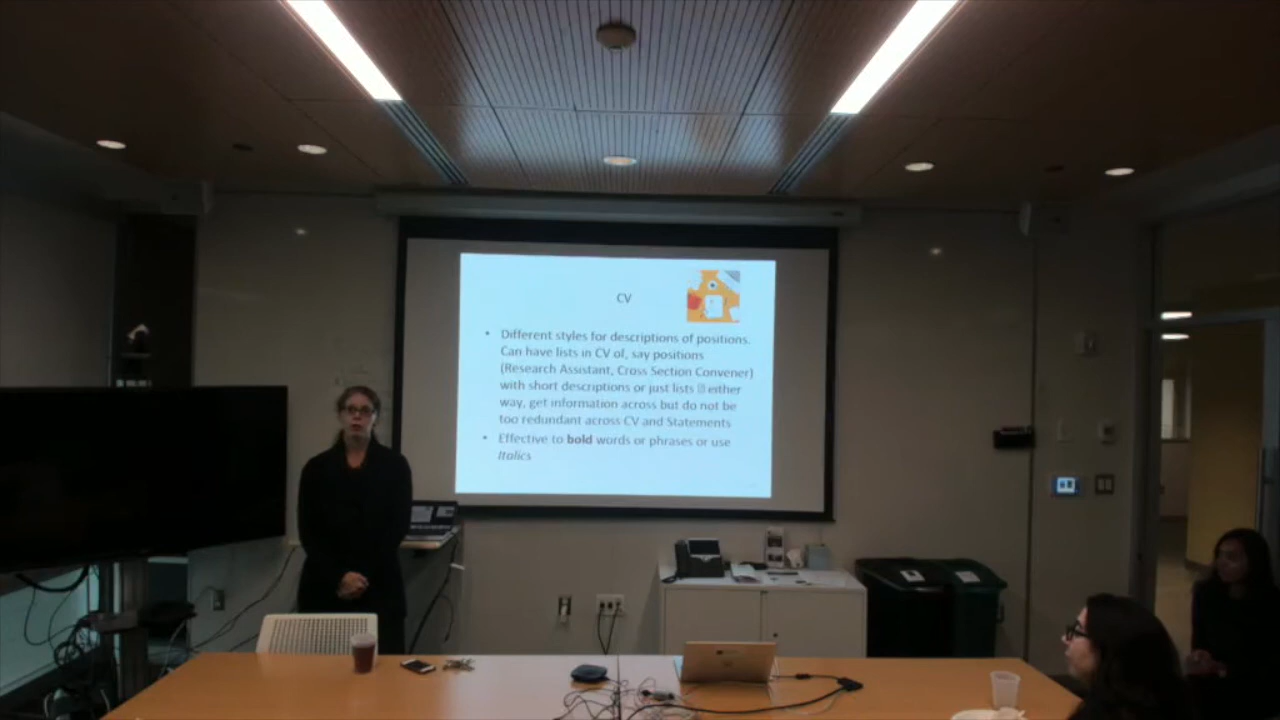 CV
• Different styles for descriptions of positions.
Can have lists in CV of, say positions
(Research Assistant, Cross Section Convener)
with short descriptions or just lists ⍰ either
way, get information across but do not be
too redundant across CV and Statements
• Effective to bold words or phrases or use
Italics